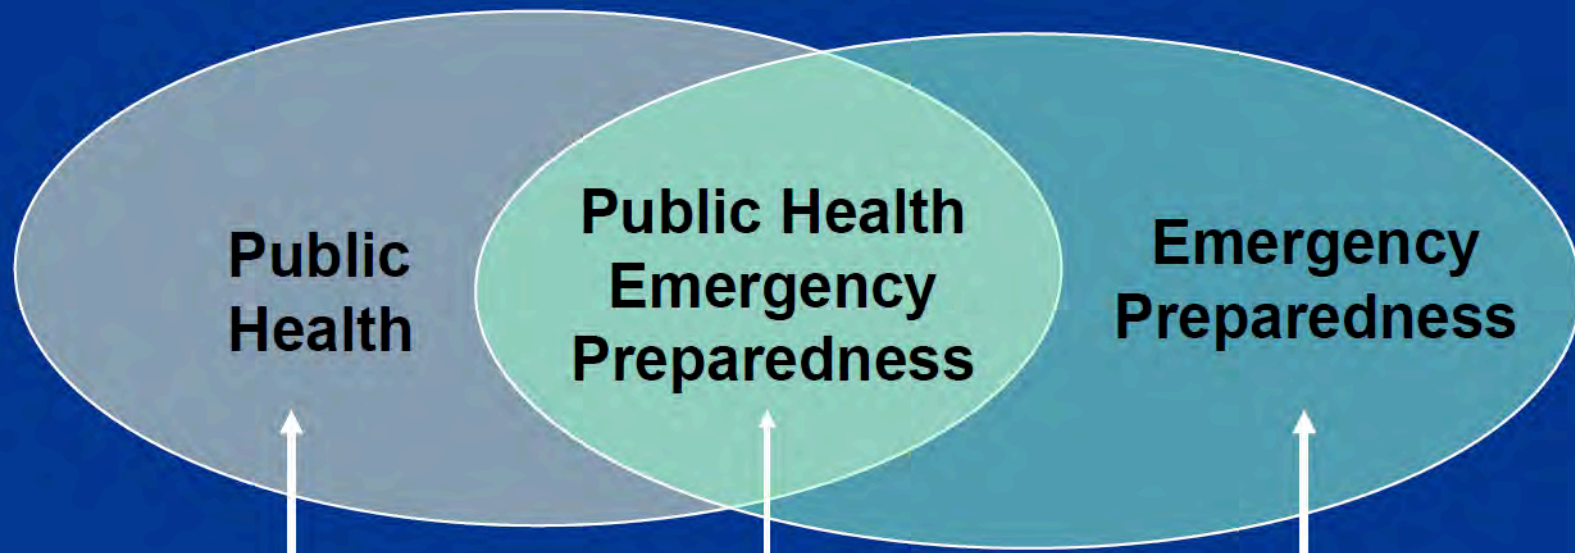 Public
Health
Public Health
Emergency
Preparedness
Emergency
Preparedness